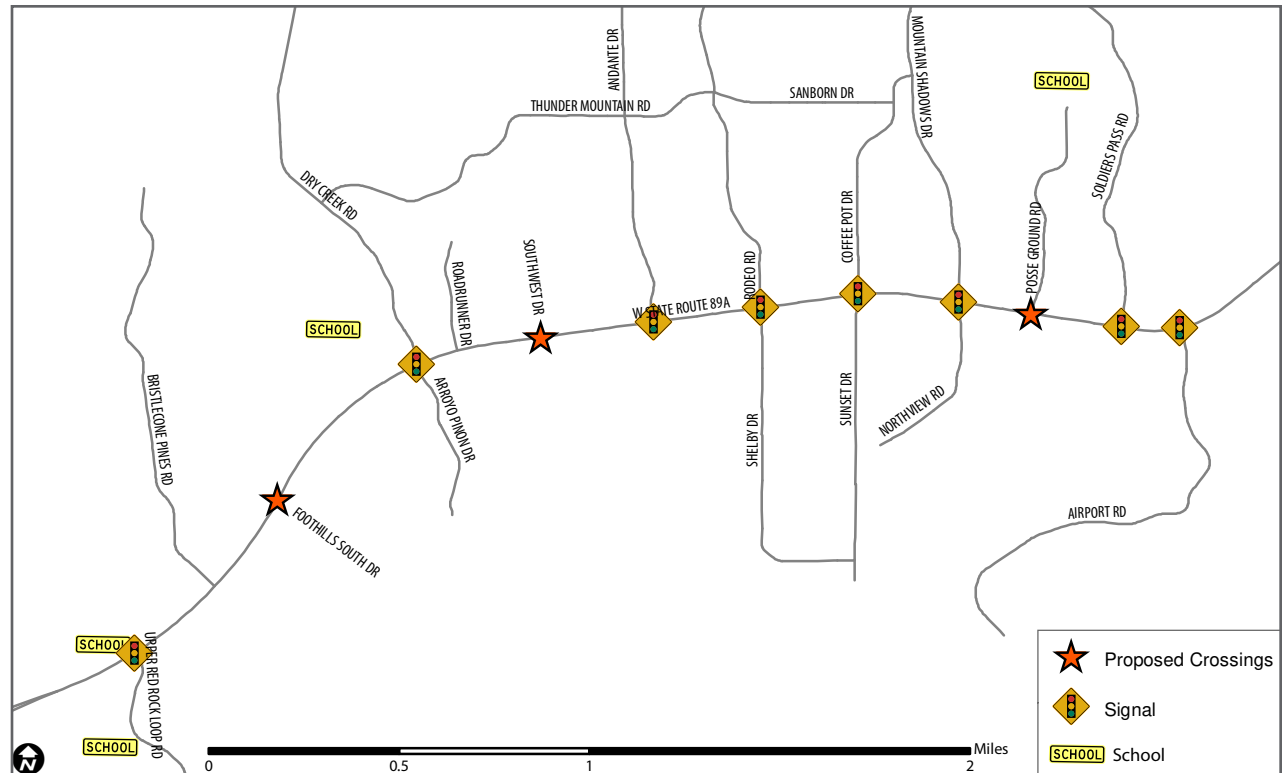 ANDANTE DR
MOUNTAIN SHADOWS DR
SCHOOL
SANBORN DR
THUNDER MOUNTAIN RD
SOLDIERS PASS RD
DRY CREEK RD
COFFEE POT DR
POSSE GROUND RD
ROADRUNNER DR
SOUTHWEST DR
RODEO RD
W STATE ROUTE 89A
SCHOOL
BRISTLECONE PINES RD
ARROYO PINON DR
SHELBY DR
SUNSET DR
NORTHVIEW RD
FOOTHILLS SOUTH DR
AIRPORT RD
SCHOOL
UPPER RED ROCK LOOP RD
SCHOOL
Proposed Crossings
Signal
SCHOOL School
Miles
0 0.5 1 2
N